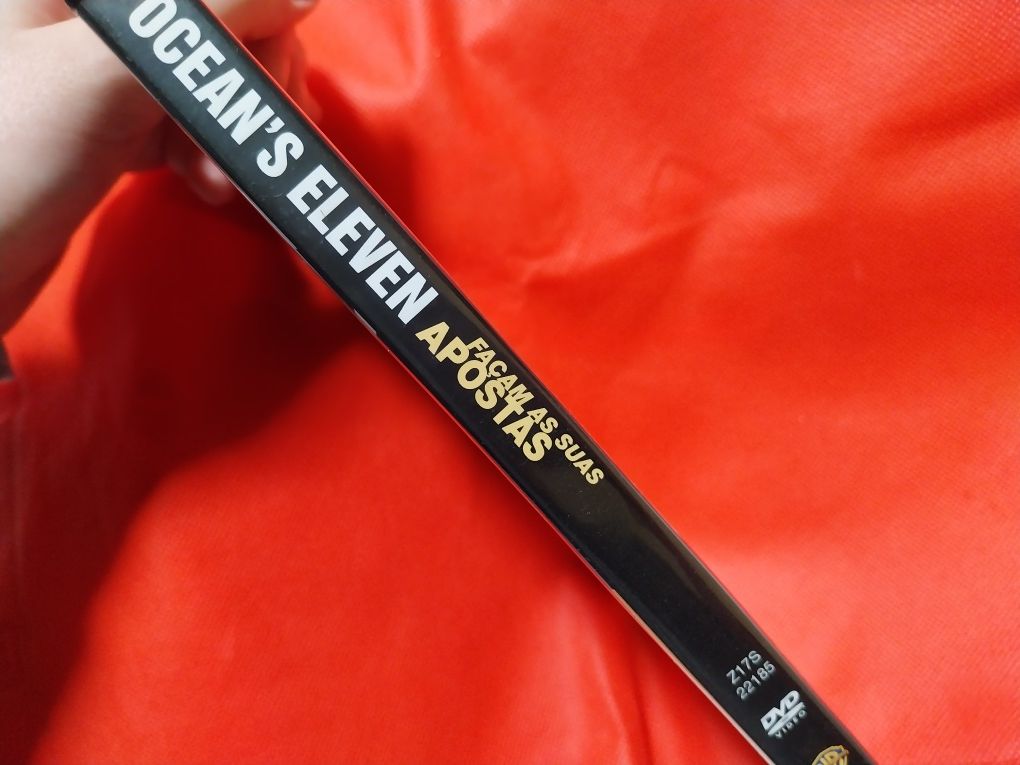 OCEAN'S ELEVEN
FAÇAM AS SUAS
APOSTAS
Z17S
22185
DVD
VIDEO